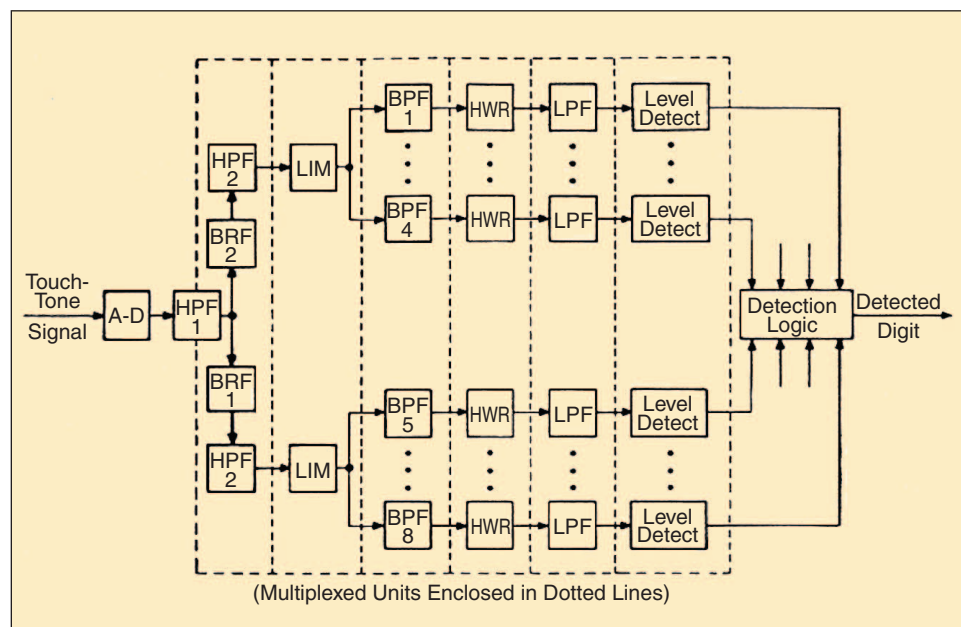 Touch-
Tone
Signal
A-D
HPF
1
BRF
2
HPF
2
BRF
1
HPF
2
LIM
LIM
BPF
1
HWR
LPF
Level
Detect
BPF
4
HWR
LPF
Level
Detect
BPF
5
HWR
LPF
Level
Detect
BPF
8
HWR
LPF
Level
Detect
Detection
Logic
Detected
Digit
(Multiplexed Units Enclosed in Dotted Lines)